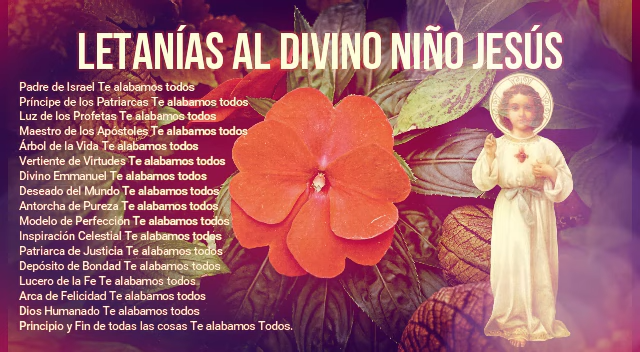 LETANÍAS AL DIVINO NIÑO JESÚS
Padre de Israel Te alabamos todos
Príncipe de los Patriarcas Te alabamos todos
Luz de los Profetas Te alabamos todos
Maestro de los Apóstoles Te alabamos todos
Árbol de la Vida Te alabamos todos
Vertiente de Virtudes Te alabamos todos
Divino Emmanuel Te alabamos todos
Deseado del Mundo Te alabamos todos
Antorcha de Pureza Te alabamos todos
Modelo de Perfección Te alabamos todos
Inspiración Celestial Te alabamos todos
Patriarca de Justicia Te alabamos todos
Depósito de Bondad Te alabamos todos
Lucero de la Fe Te alabamos todos
Arca de Felicidad Te alabamos todos
Dios Humanado Te alabamos todos
Principio y Fin de todas las cosas Te alabamos Todos.